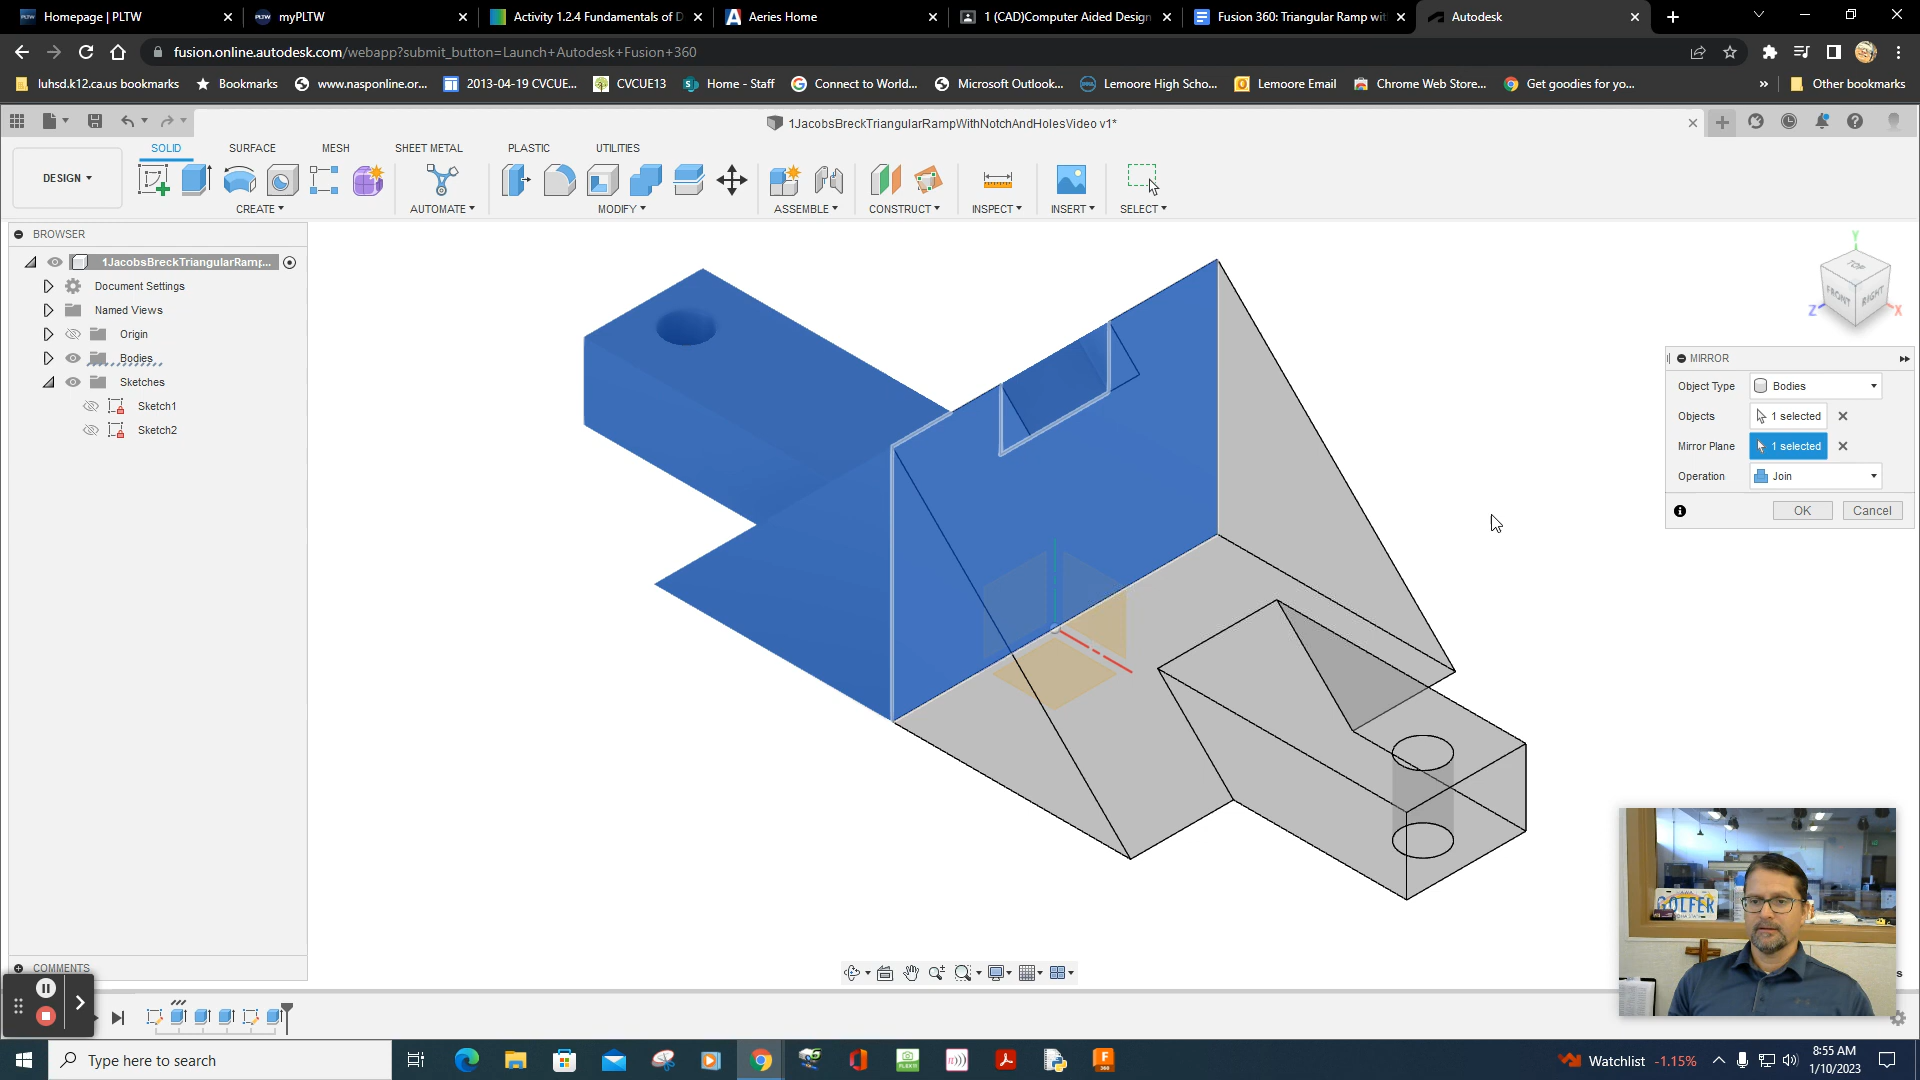 Homepage | PLTW
myPLTW
Activity 1.2.4 Fundamentals of D
Aeries Home
1 (CAD)Computer Aided Design
Fusion 360: Triangular Ramp wit
Autodesk
fusion.online.autodesk.com/webapp?submit_button=Launch+Autodesk+Fusion+360
luhsd.k12.ca.us bookmarks
Bookmarks
www.nasponline.or...
2013-04-19 CVCUE...
CVCUE13
Home - Staff
Connect to World...
Microsoft Outlook...
Lemoore High Scho...
Lemoore Email
Chrome Web Store...
Get goodies for yo...
»
Other bookmarks
1JacobsBreckTriangularRampWithNotchAndHolesVideo v1*
SOLID
SURFACE
MESH
SHEET METAL
PLASTIC
UTILITIES
DESIGN
CREATE
AUTOMATE
MODIFY
ASSEMBLE
CONSTRUCT
INSPECT
INSERT
SELECT
BROWSER
1JacobsBreckTriangularRamp...
Document Settings
Named Views
Origin
Bodies
Sketches
Sketch1
Sketch2
Y
TOP
FRONT
RIGHT
Z
X
MIRROR
Object Type Bodies
Objects 1 selected
Mirror Plane 1 selected
Operation Join
OK Cancel
GOLFER
COMMENTS
Type here to search
Watchlist -1.15%
8:55 AM
1/10/2023